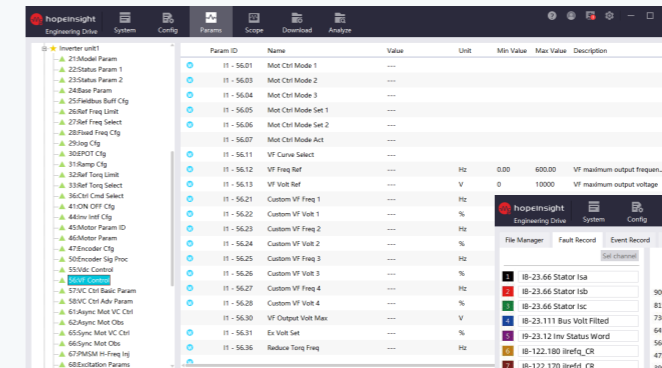 hopeinsight
Engineering Drive System Config Params Scope Download Analyze
Inverter unit1
21:Model Param
22:Status Param 1
23:Status Param 2
24:Base Param
25:Fieldbus Buff Cfg
26:Ref Freq Limit
27:Ref Freq Select
28:Fixed Freq Cfg
29:Jog Cfg
30:EPOT Cfg
31:Ramp Cfg
32:Ref Torq Limit
33:Ref Torq Select
36:Ctrl Cmd Select
41:ON OFF Cfg
44:Inv Intf Cfg
45:Motor Param ID
46:Motor Param
47:Encoder Cfg
50:Encoder Sig Proc
55:Vdc Control
56:VF Control
57:VC Ctrl Basic Param
58:VC Ctrl Adv Param
61:Async Mot VC Ctrl
62:Async Mot Obs
65:Sync Mot VC Ctrl
66:Sync Mot Obs
67:PMSM H-Freq Inj
68:Excitation Params
Param ID Name Value Unit Min Value Max Value Description
I1 - 56.01 Mot Ctrl Mode 1 ---
I1 - 56.03 Mot Ctrl Mode 2 ---
I1 - 56.04 Mot Ctrl Mode 3 ---
I1 - 56.05 Mot Ctrl Mode Set 1 ---
I1 - 56.06 Mot Ctrl Mode Set 2 ---
I1 - 56.07 Mot Ctrl Mode Act ---
I1 - 56.11 VF Curve Select ---
I1 - 56.12 VF Freq Ref --- Hz 0.00 600.00 VF maximum output frequen...
I1 - 56.13 VF Volt Ref --- V 0 10000 VF maximum output voltage
I1 - 56.21 Custom VF Freq 1 --- Hz
I1 - 56.22 Custom VF Volt 1 --- %
I1 - 56.23 Custom VF Freq 2 --- Hz
I1 - 56.24 Custom VF Volt 2 --- %
I1 - 56.25 Custom VF Freq 3 --- Hz
I1 - 56.26 Custom VF Volt 3 --- %
I1 - 56.27 Custom VF Freq 4 --- Hz
I1 - 56.28 Custom VF Volt 4 --- %
I1 - 56.30 VF Output Volt Max --- V
I1 - 56.31 Ex Volt Set --- %
I1 - 56.36 Reduce Torq Freq --- Hz
hopeinsight
Engineering Drive System Config
File Manager Fault Record Event Record
Sel channel
1 I8-23.66 Stator Isa
2 I8-23.66 Stator Isb
3 I8-23.66 Stator Isc
4 I8-23.111 Bus Volt Filted
5 I9-23.12 Inv Status Word
6 I8-122.180 ilrefq_CR
7 I8-122.170 ilrefd_CR